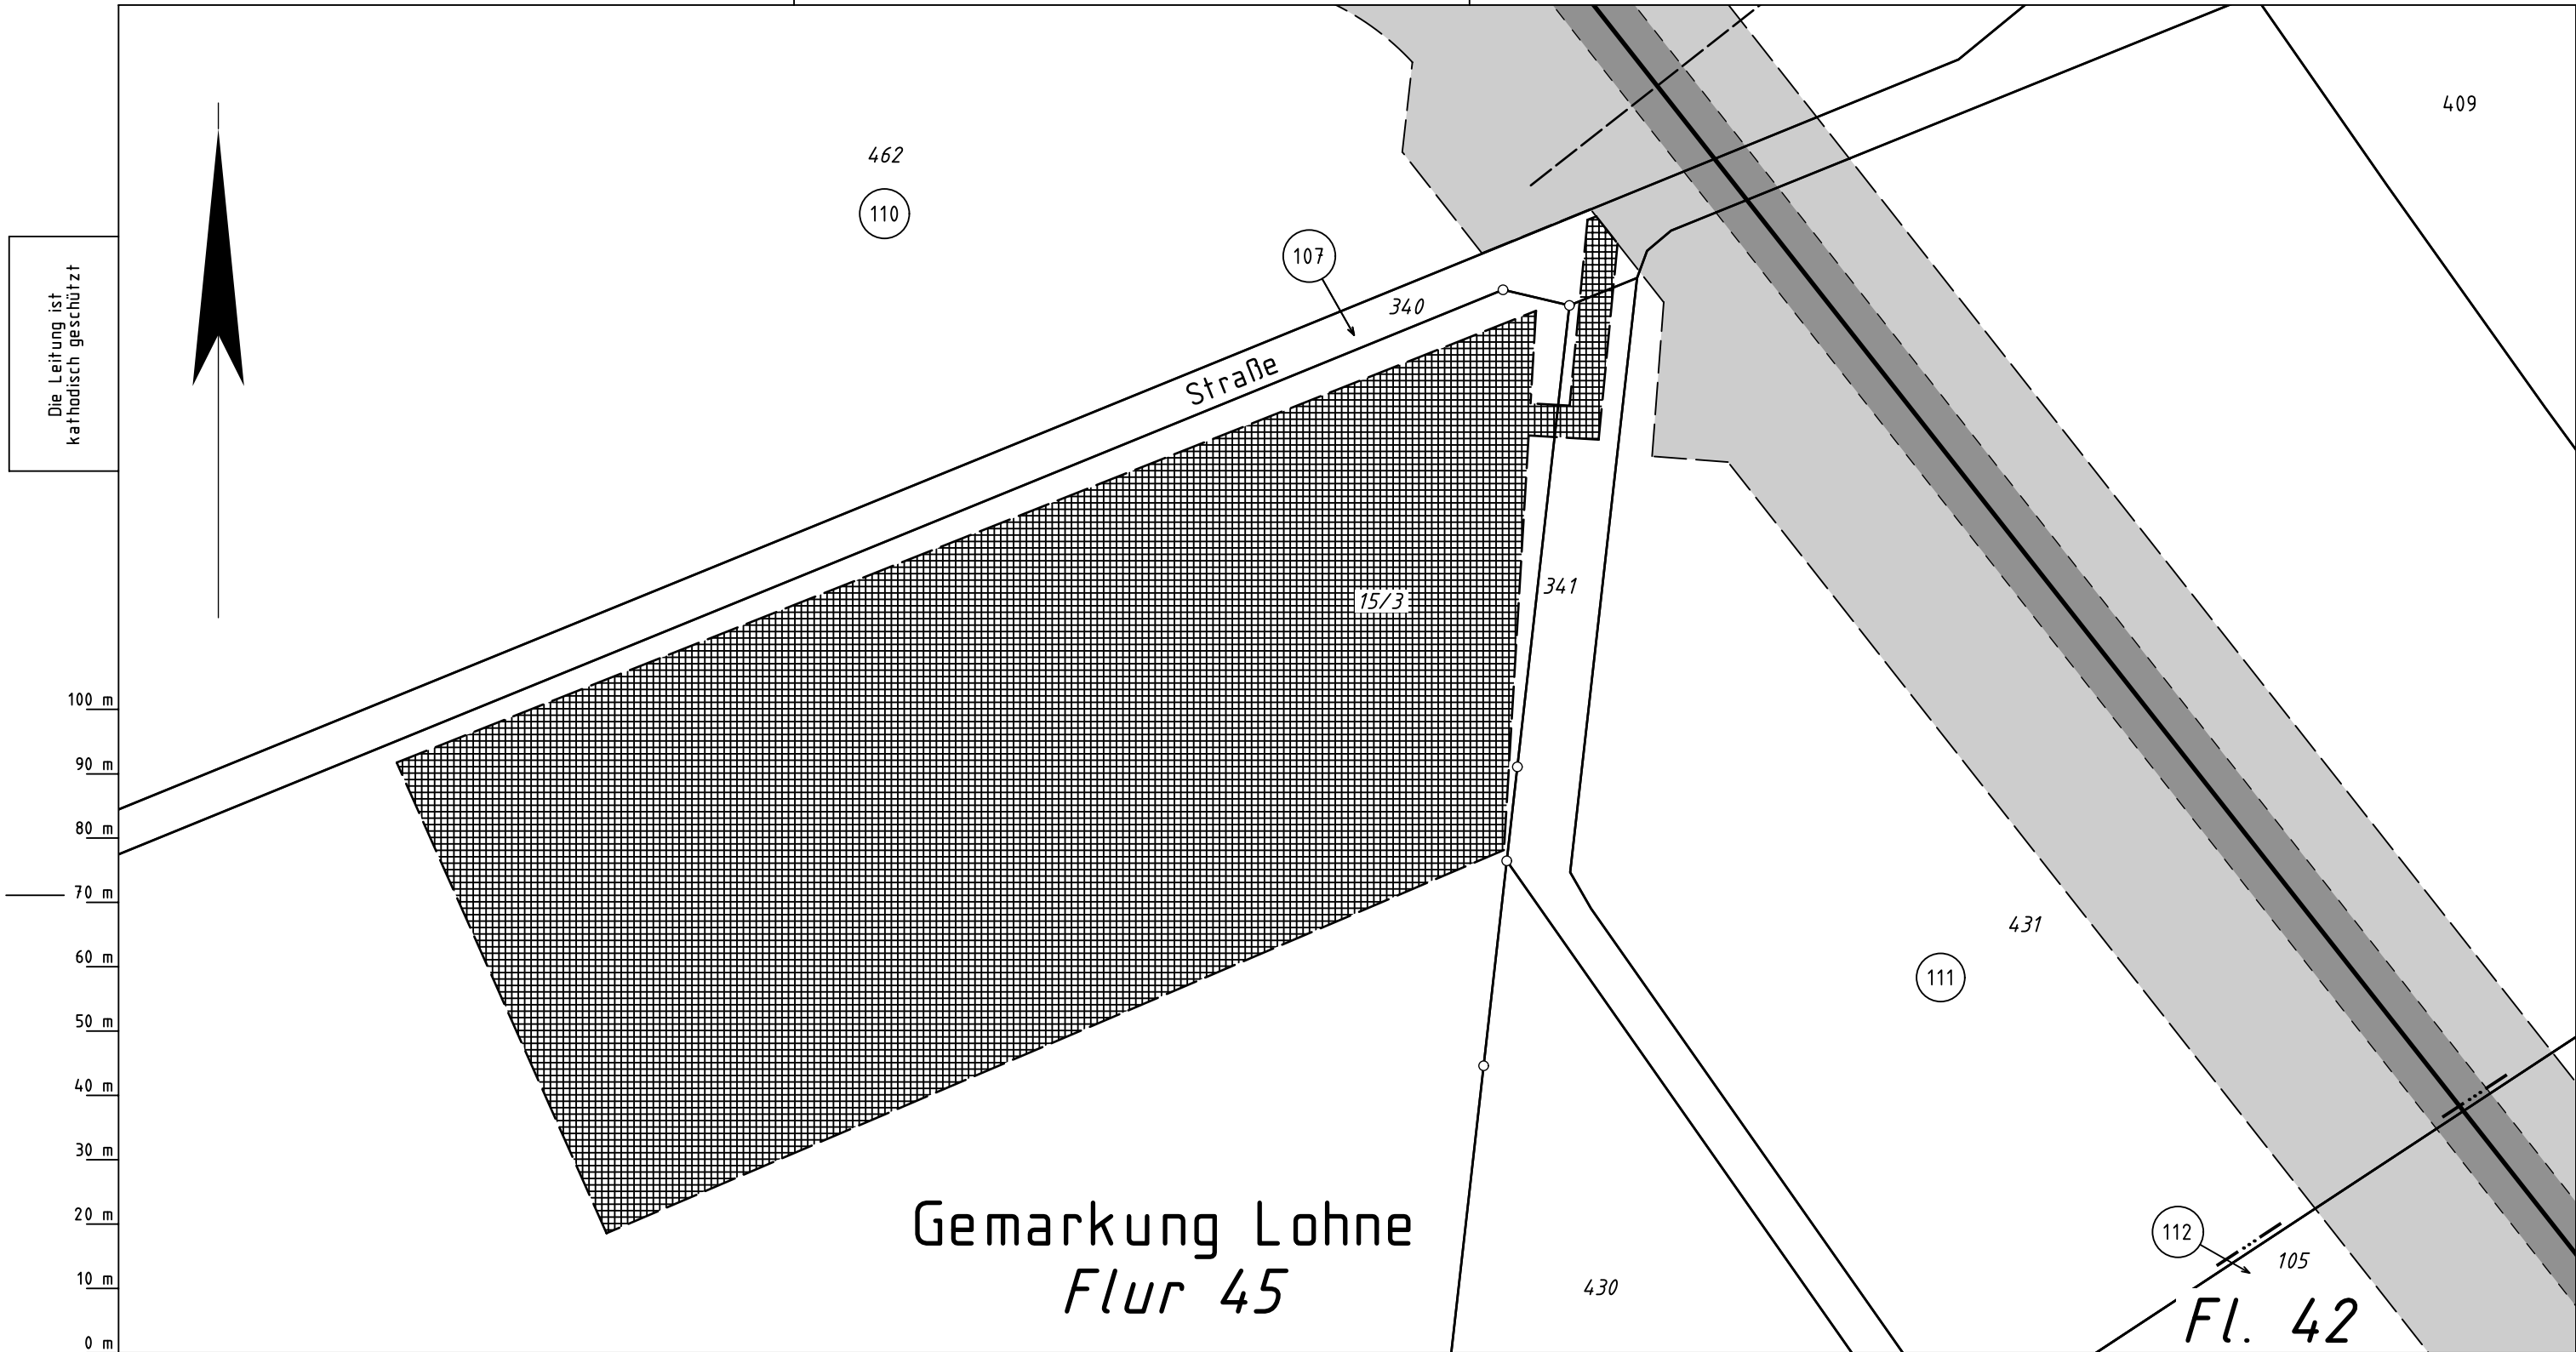 409
462
110
107
340
Die Leitung ist
kathodisch geschützt
Straße
341
15/3
100 m
90 m
80 m
70 m
60 m
50 m
40 m
30 m
20 m
10 m
0 m
431
111
Gemarkung Lohne
Flur 45
430
112
105
Fl. 42